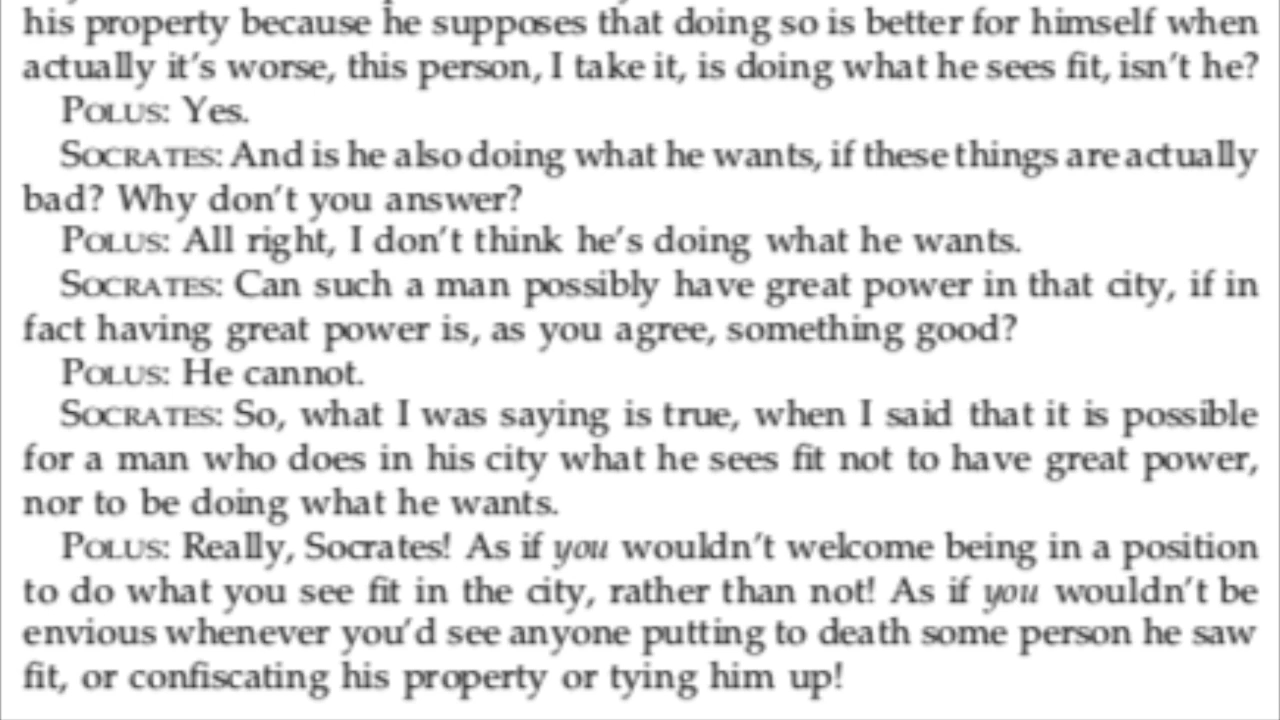 his property because he supposes that doing so is better for himself when
actually it's worse, this person, I take it, is doing what he sees fit, isn't he?
POLUS: Yes.
SOCRATES: And is he also doing what he wants, if these things are actually
bad? Why don't you answer?
POLUS: All right, I don't think he's doing what he wants.
SOCRATES: Can such a man possibly have great power in that city, if in
fact having great power is, as you agree, something good?
POLUS: He cannot.
SOCRATES: So, what I was saying is true, when I said that it is possible
for a man who does in his city what he sees fit not to have great power,
nor to be doing what he wants.
POLUS: Really, Socrates! As if you wouldn't welcome being in a position
to do what you see fit in the city, rather than not! As if you wouldn't be
envious whenever you'd see anyone putting to death some person he saw
fit, or confiscating his property or tying him up!